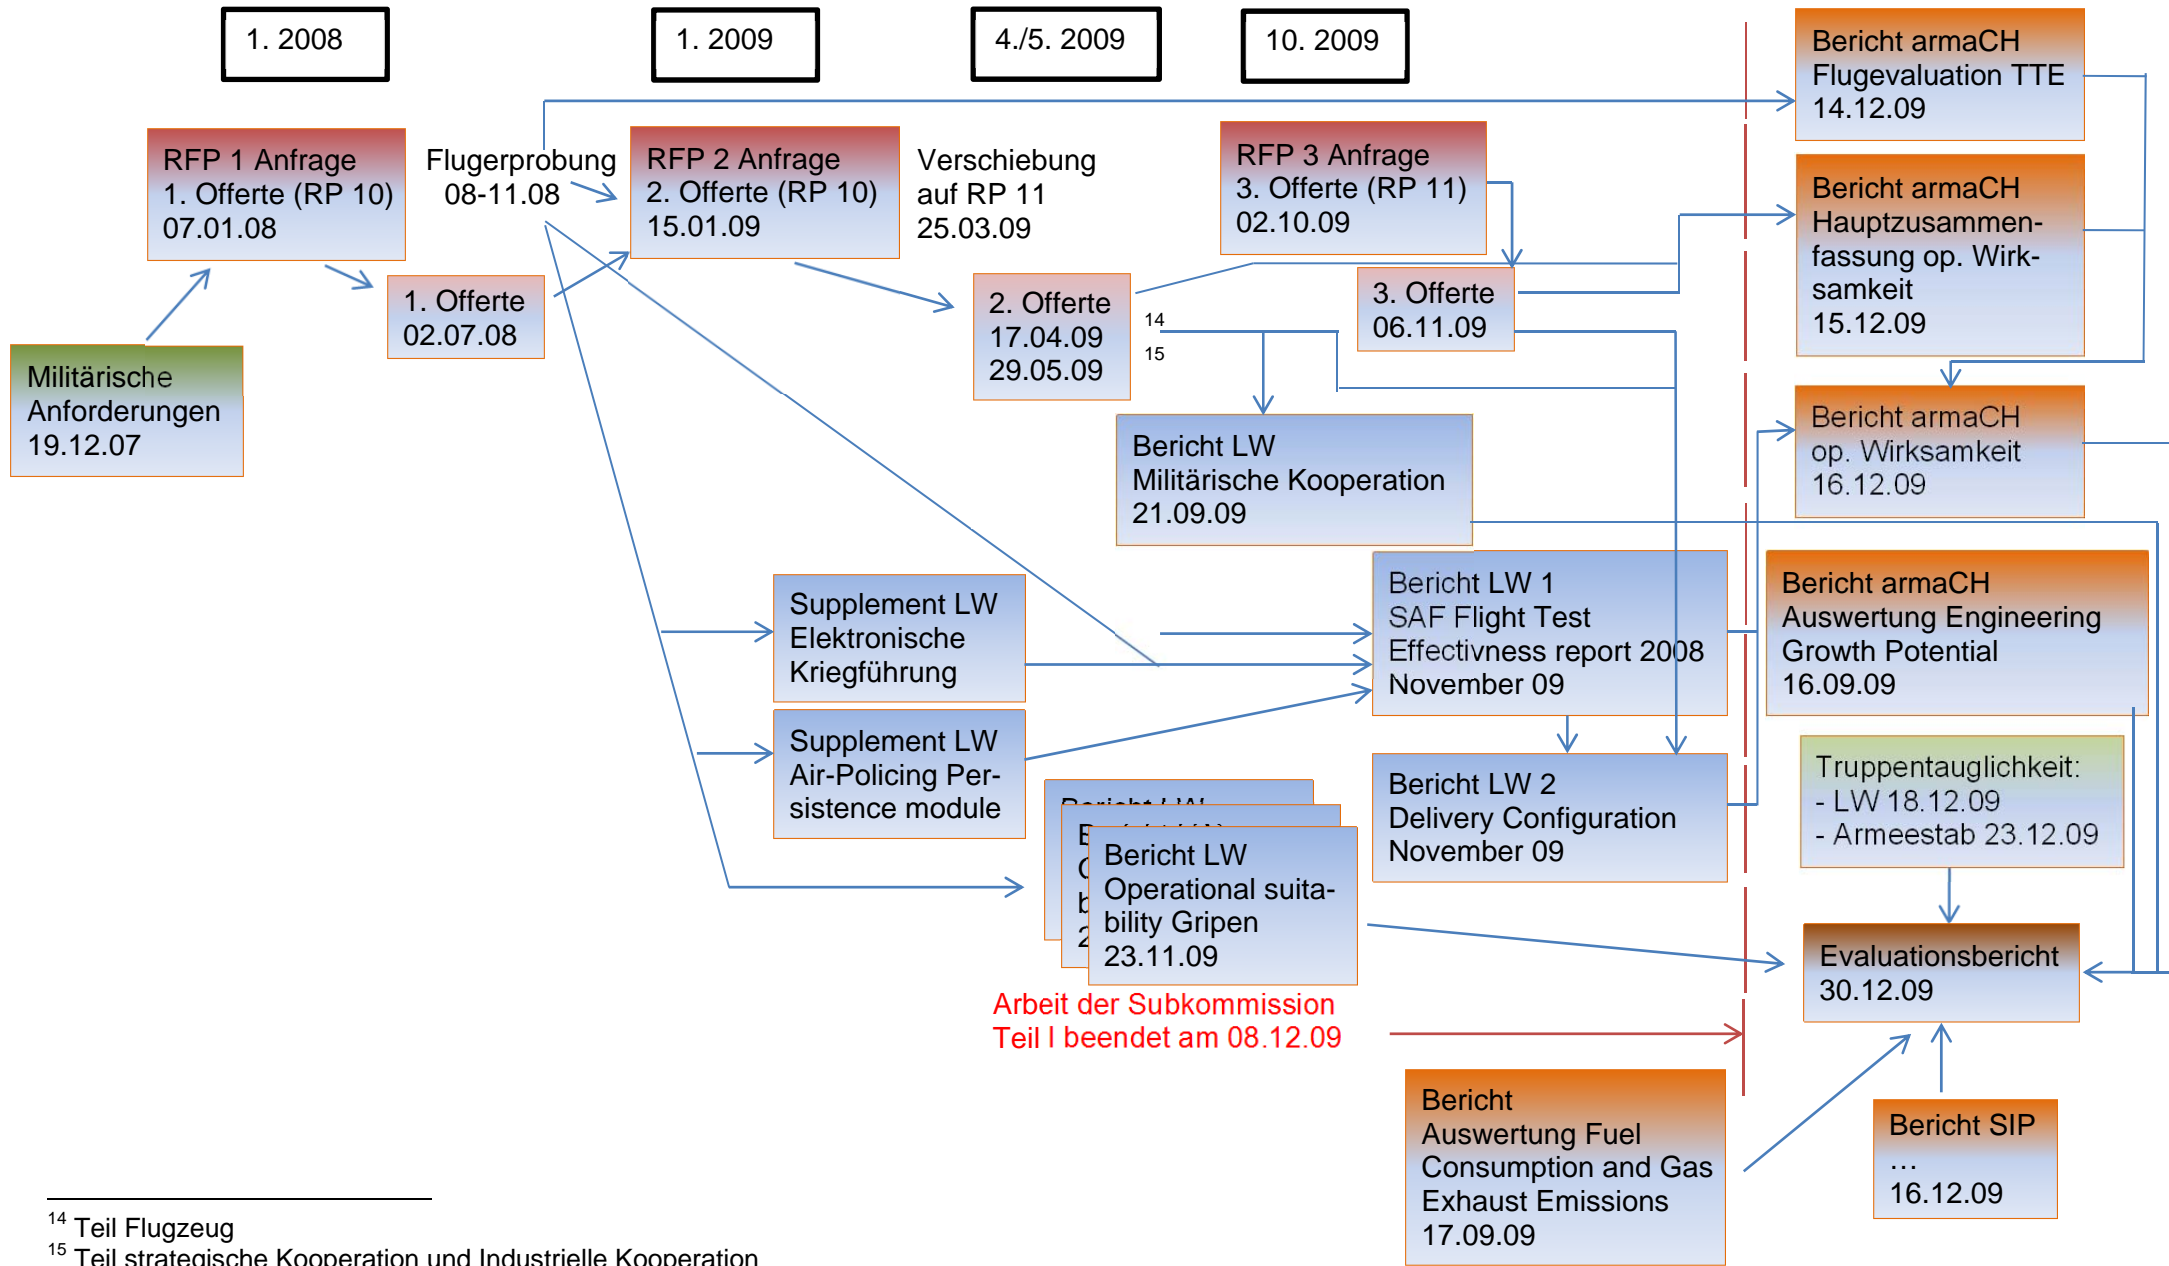 1. 2008
1. 2009
4./5. 2009
10. 2009
Bericht armaCH
Flugevaluation TTE
14.12.09
RFP 1 Anfrage
1. Offerte (RP 10)
07.01.08
Flugerprobung
08-11.08
RFP 2 Anfrage
2. Offerte (RP 10)
15.01.09
Verschiebung
auf RP 11
25.03.09
RFP 3 Anfrage
3. Offerte (RP 11)
02.10.09
Bericht armaCH
Hauptzusammen-
fassung op. Wirk-
samkeit
15.12.09
1. Offerte
02.07.08
2. Offerte
17.04.09
29.05.09
14
15
3. Offerte
06.11.09
Militärische
Anforderungen
19.12.07
Bericht armaCH
op. Wirksamkeit
16.12.09
Bericht LW
Militärische Kooperation
21.09.09
Supplement LW
Elektronische
Kriegführung
Bericht LW 1
SAF Flight Test
Effectivness report 2008
November 09
Bericht armaCH
Auswertung Engineering
Growth Potential
16.09.09
Supplement LW
Air-Policing Per-
sistence module
Bericht LW 2
Delivery Configuration
November 09
Truppentauglichkeit:
- LW 18.12.09
- Armeestab 23.12.09
Bericht LW
Bericht LW
Operational suita-
bility Gripen
23.11.09
Evaluationsbericht
30.12.09
Arbeit der Subkommission
Teil I beendet am 08.12.09
Bericht
Auswertung Fuel
Consumption and Gas
Exhaust Emissions
17.09.09
Bericht SIP
…
16.12.09
14 Teil Flugzeug
15 Teil strategische Kooperation und Industrielle Kooperation